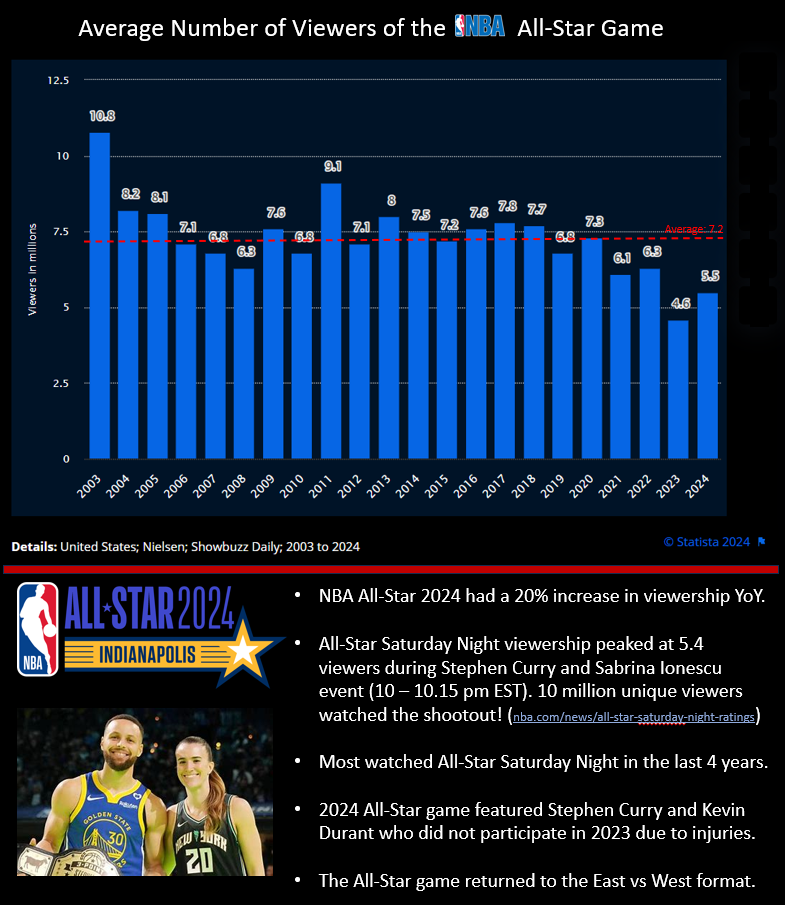 Average Number of Viewers of the NBA All-Star Game
12.5
10
7.5
5
2.5
0
Viewers in millions
10.8
8.2
8.1
7.1
6.8
6.3
7.6
6.8
9.1
7.1
8
7.5
7.2
7.6
7.8
7.7
6.8
7.3
6.1
6.3
4.6
5.5
Average: 7.2
2003
2004
2005
2006
2007
2008
2009
2010
2011
2012
2013
2014
2015
2016
2017
2018
2019
2020
2021
2022
2023
2024
Details: United States; Nielsen; Showbuzz Daily; 2003 to 2024
© Statista 2024
NBA
ALL★STAR 2024
INDIANAPOLIS
GOLDEN STATE
30
NEW YORK
20
• NBA All-Star 2024 had a 20% increase in viewership YoY.
• All-Star Saturday Night viewership peaked at 5.4
viewers during Stephen Curry and Sabrina Ionescu
event (10 – 10.15 pm EST). 10 million unique viewers
watched the shootout! (nba.com/news/all-star-saturday-night-ratings)
• Most watched All-Star Saturday Night in the last 4 years.
• 2024 All-Star game featured Stephen Curry and Kevin
Durant who did not participate in 2023 due to injuries.
• The All-Star game returned to the East vs West format.